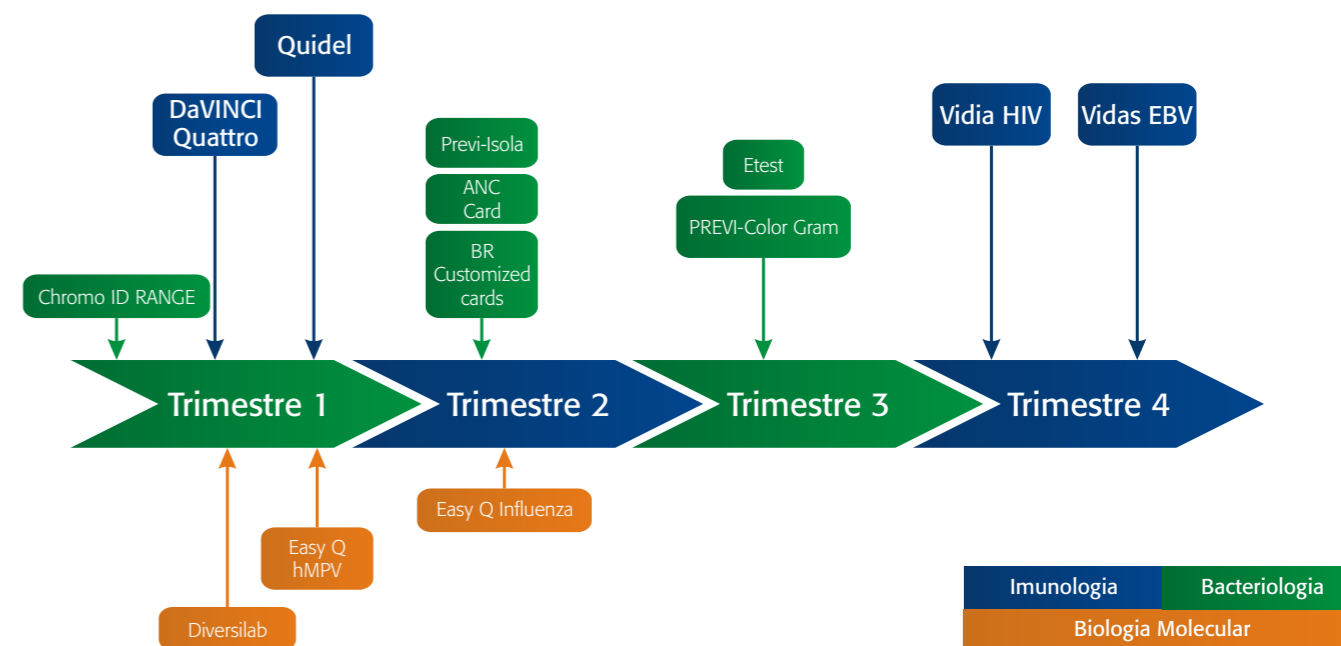 Quidel
DaVINCI
Quattro
Previ-Isola
ANC
Card
BR
Customized
cards
Etest
PREVI-Color Gram
Vidia HIV
Vidas EBV
Chromo ID RANGE
Trimestre 1
Trimestre 2
Trimestre 3
Trimestre 4
Easy Q Influenza
Easy Q
hMPV
Diversilab
Imunologia
Bacteriologia
Biologia Molecular